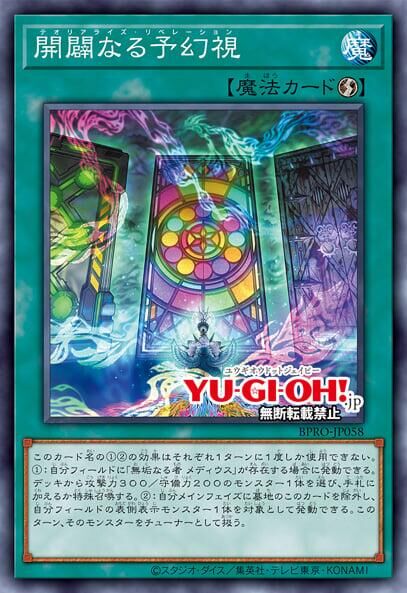 テオリアライズ・リベレーション
開闢なる予幻視
魔
【魔法カード】
ユウギオウドットジェイピー
YU-GI-OH!.jp
無断転載禁止
BPRO-JP058
このカード名の①②の効果はそれぞれ1ターンに1度しか使用できない。
①：自分フィールドに「無垢なる者 メディウス」が存在する場合に発動できる。
デッキから攻撃力300／守備力200のモンスター1体を選び、手札に
加えるか特殊召喚する。②：自分メインフェイズに墓地のこのカードを除外し、
自分フィールドの表側表示モンスター1体を対象として発動できる。この
ターン、そのモンスターをチューナーとして扱う。
©スタジオ・ダイス／集英社・テレビ東京・KONAMI